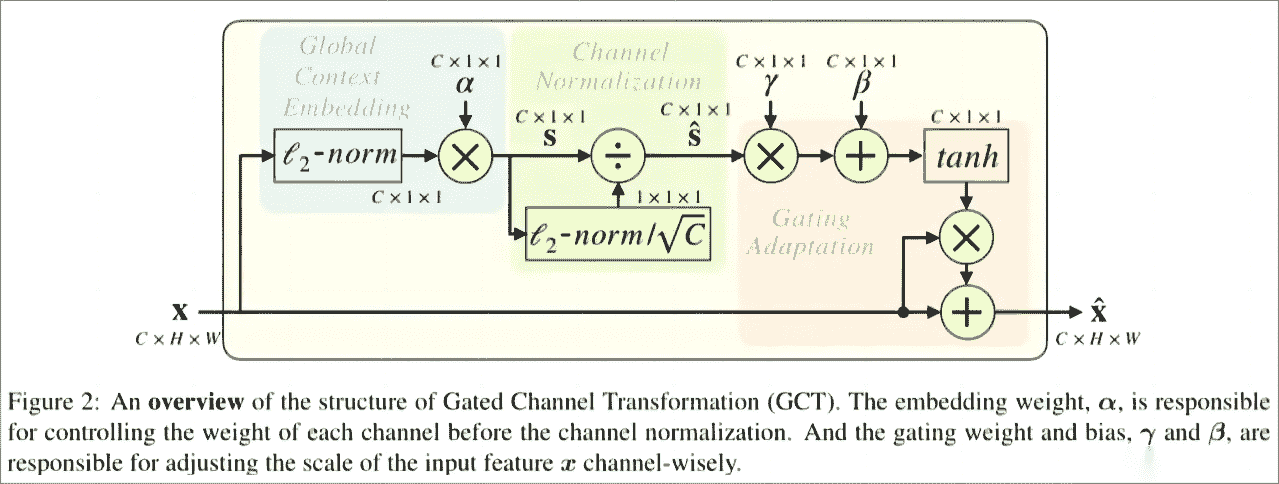 Global
Context
Embedding
Channel
Normalization
C × 1 × 1
α
C × 1 × 1
γ
C × 1 × 1
β
C × 1 × 1
s
C × 1 × 1
ŝ
C × 1 × 1
ℓ₂-norm
×
÷
×
+
tanh
C × 1 × 1
1 × 1 × 1
ℓ₂-norm/√C
Gating
Adaptation
×
x
+
x̂
C × H × W
C × H × W
Figure 2: An overview of the structure of Gated Channel Transformation (GCT). The embedding weight, α, is responsible
for controlling the weight of each channel before the channel normalization. And the gating weight and bias, γ and β, are
responsible for adjusting the scale of the input feature x channel-wisely.